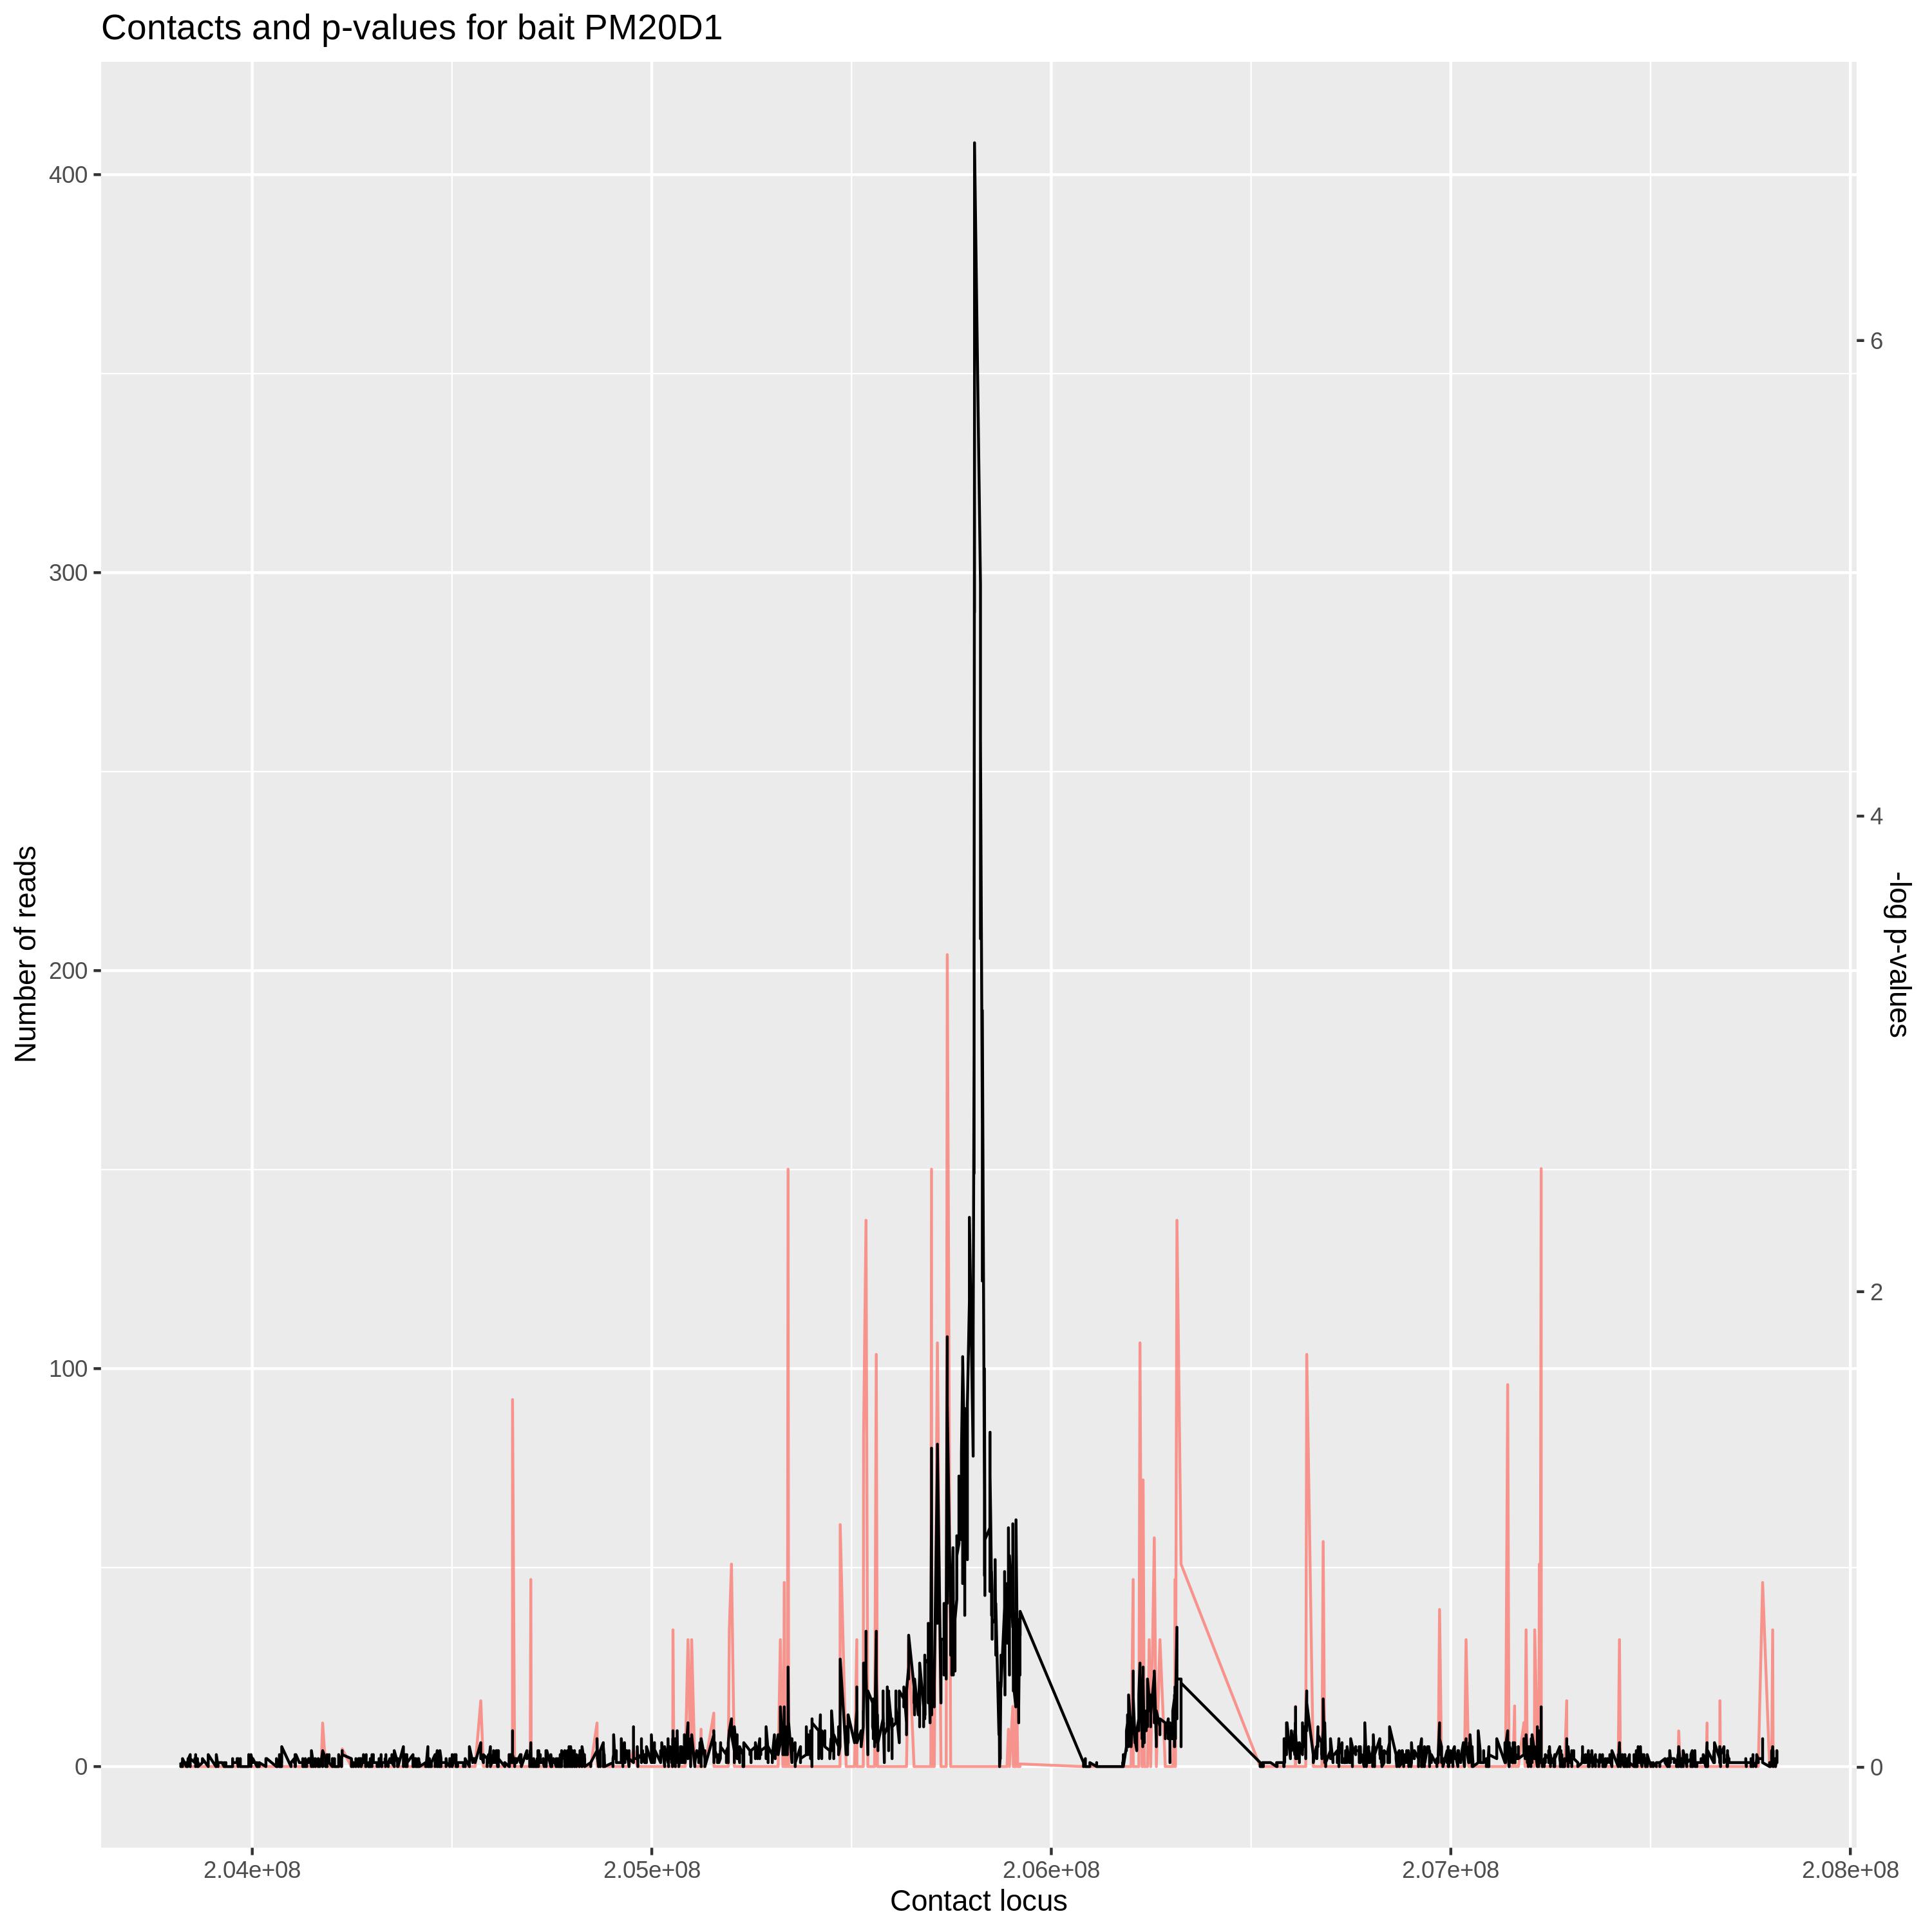 Contacts and p-values for bait PM20D1
400
300
200
100
0
Number of reads
6
4
2
0
-log p-values
2.04e+08 2.05e+08 2.06e+08 2.07e+08 2.08e+08
Contact locus